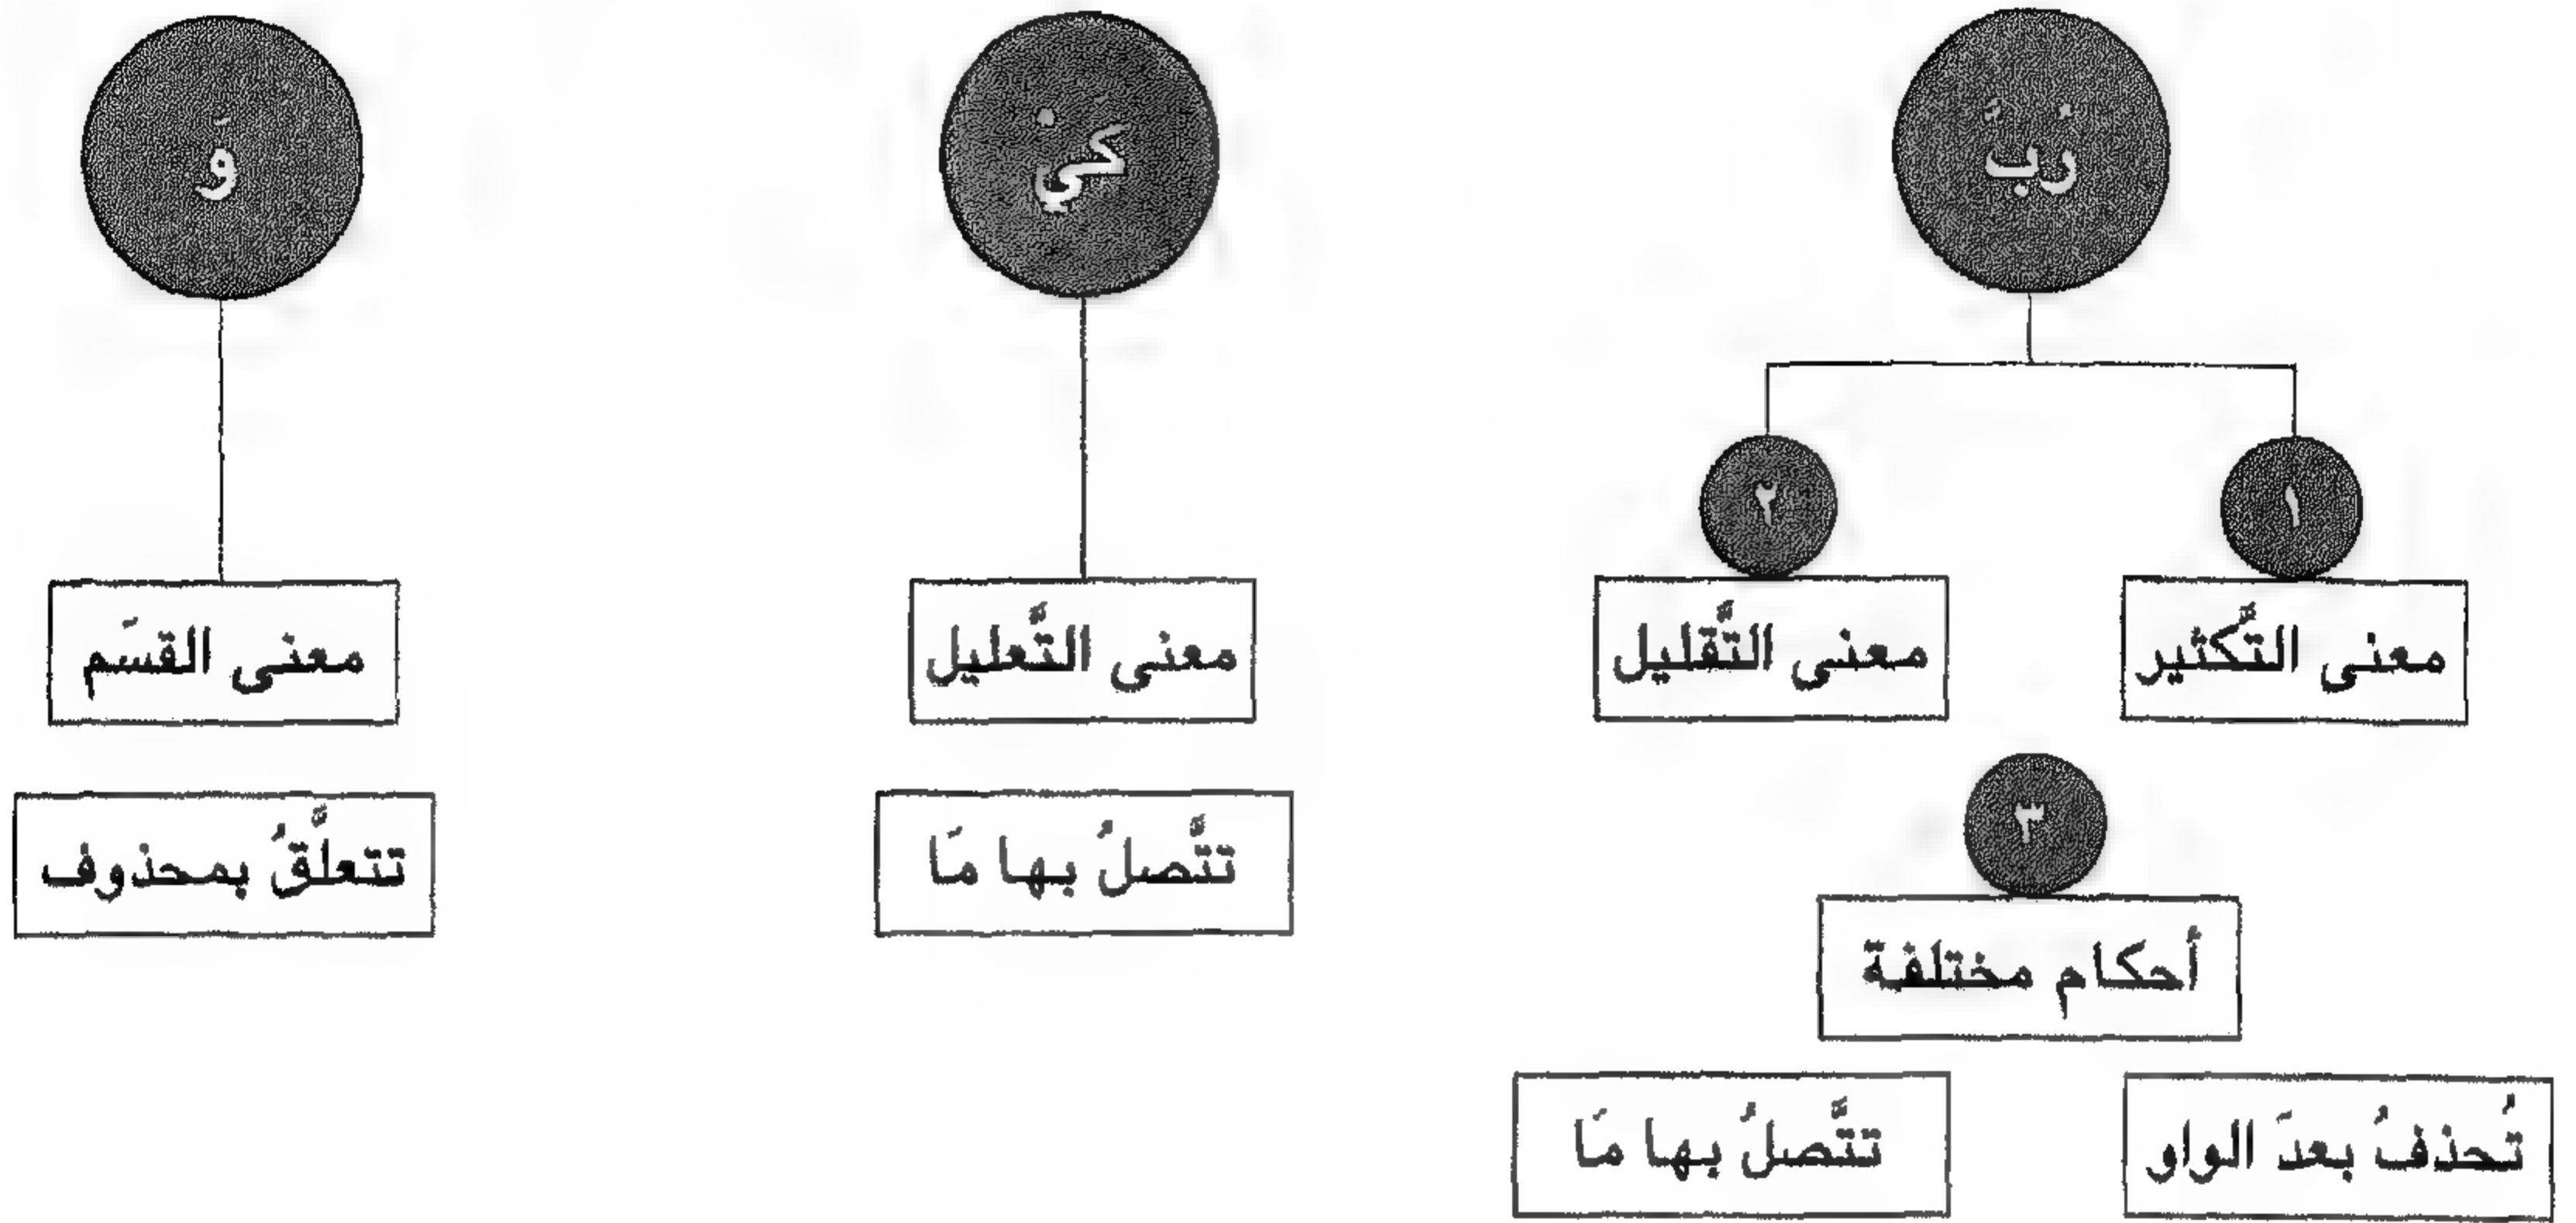 رُبَّ
١
معنى التَّكثير
٢
معنى التَّقليل
٣
أحكام مختلفة
تُحذفُ بعدَ الواو
تتَّصلُ بها مَا
كَيْ
معنى التَّعليل
تتَّصلُ بها مَا
وَ
معنى القسَم
تتعلَّقُ بمحذوف